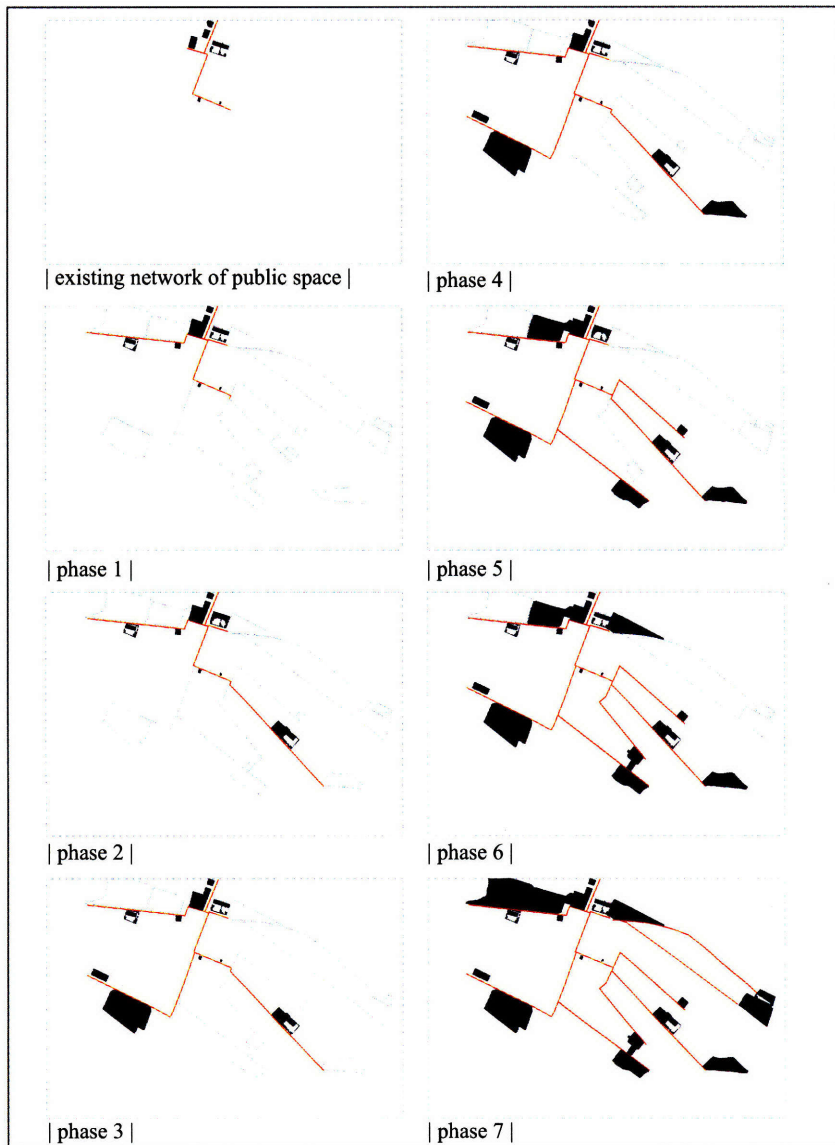 | existing network of public space |
| phase 1 |
| phase 2 |
| phase 3 |
| phase 4 |
| phase 5 |
| phase 6 |
| phase 7 |